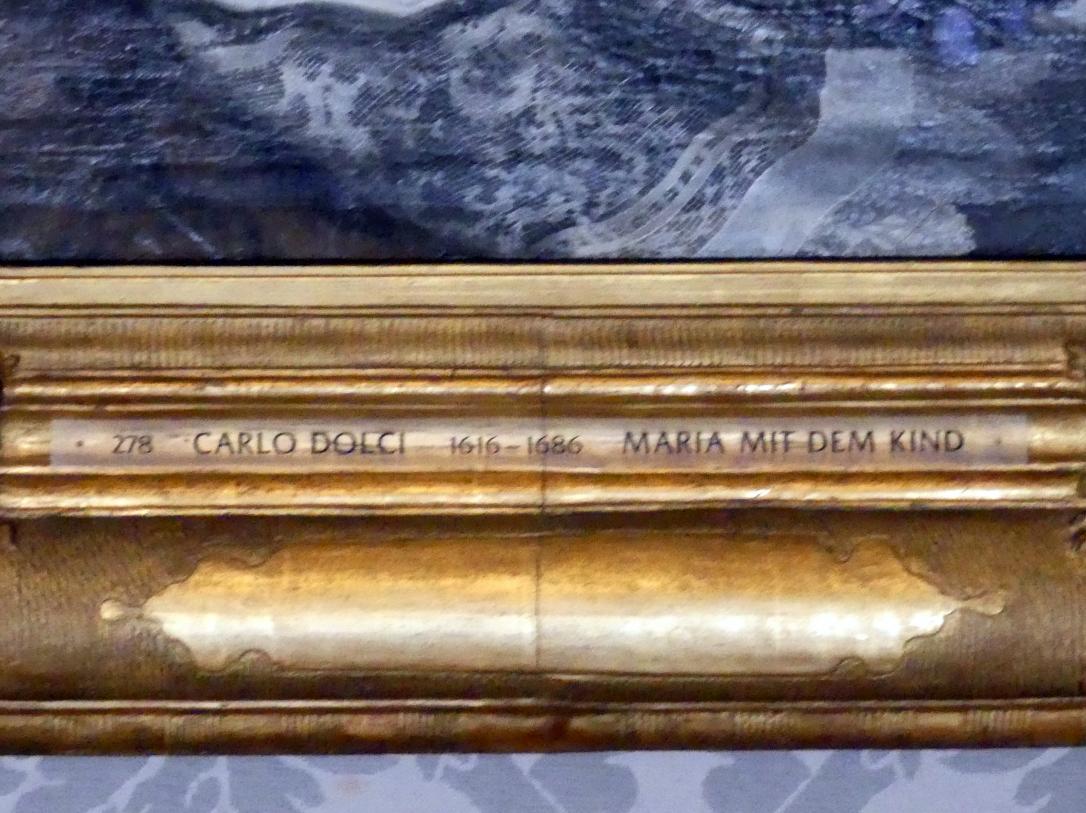 278 CARLO DOLCI 1616–1686 MARIA MIT DEM KIND